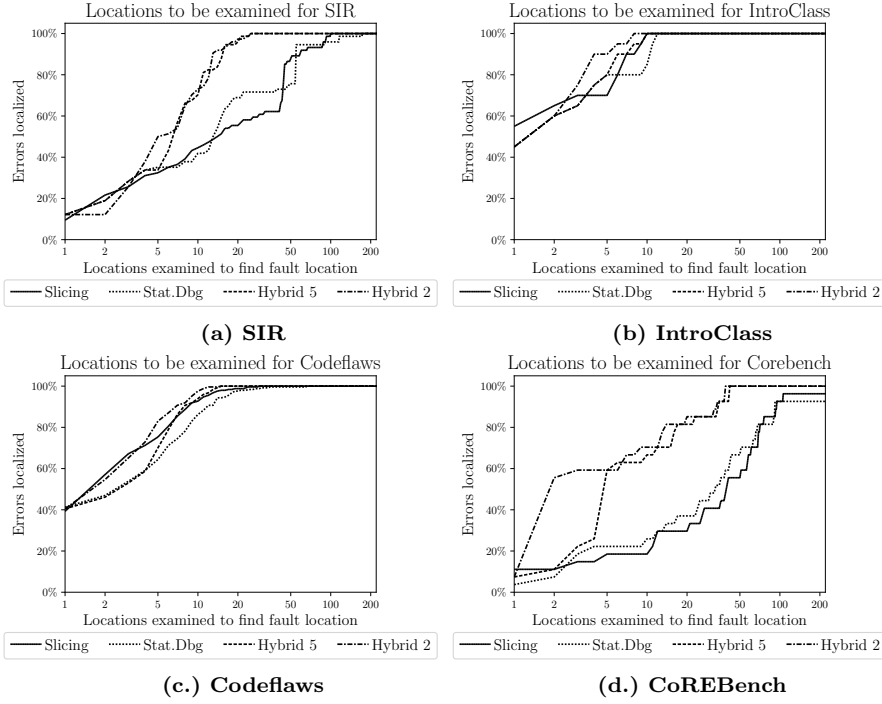 Locations to be examined for SIR
Errors localized
100%
80%
60%
40%
20%
0%
1 2 5 10 20 50 100 200
Locations examined to find fault location
Slicing Stat.Dbg Hybrid 5 Hybrid 2
(a) SIR
Locations to be examined for IntroClass
Errors localized
100%
80%
60%
40%
20%
0%
1 2 5 10 20 50 100 200
Locations examined to find fault location
Slicing Stat.Dbg Hybrid 5 Hybrid 2
(b) IntroClass
Locations to be examined for Codeflaws
Errors localized
100%
80%
60%
40%
20%
0%
1 2 5 10 20 50 100 200
Locations examined to find fault location
Slicing Stat.Dbg Hybrid 5 Hybrid 2
(c.) Codeflaws
Locations to be examined for Corebench
Errors localized
100%
80%
60%
40%
20%
0%
1 2 5 10 20 50 100 200
Locations examined to find fault location
Slicing Stat.Dbg Hybrid 5 Hybrid 2
(d.) CoREBench